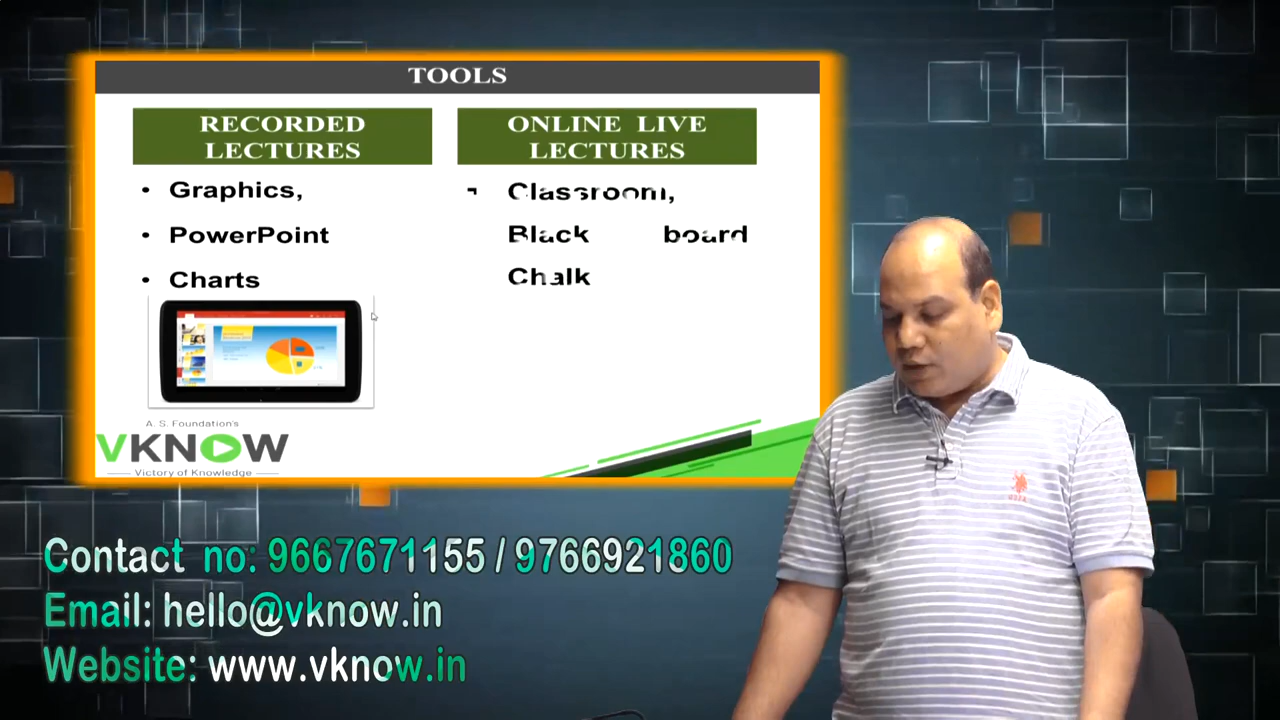 TOOLS
RECORDED
LECTURES
• Graphics,
• PowerPoint
• Charts
ONLINE LIVE
LECTURES
Classroom,
Black board
Chalk
A. S. Foundation's
VKNOW
Victory of Knowledge
Contact no: 9667671155 / 9766921860
Email: hello@vknow.in
Website: www.vknow.in